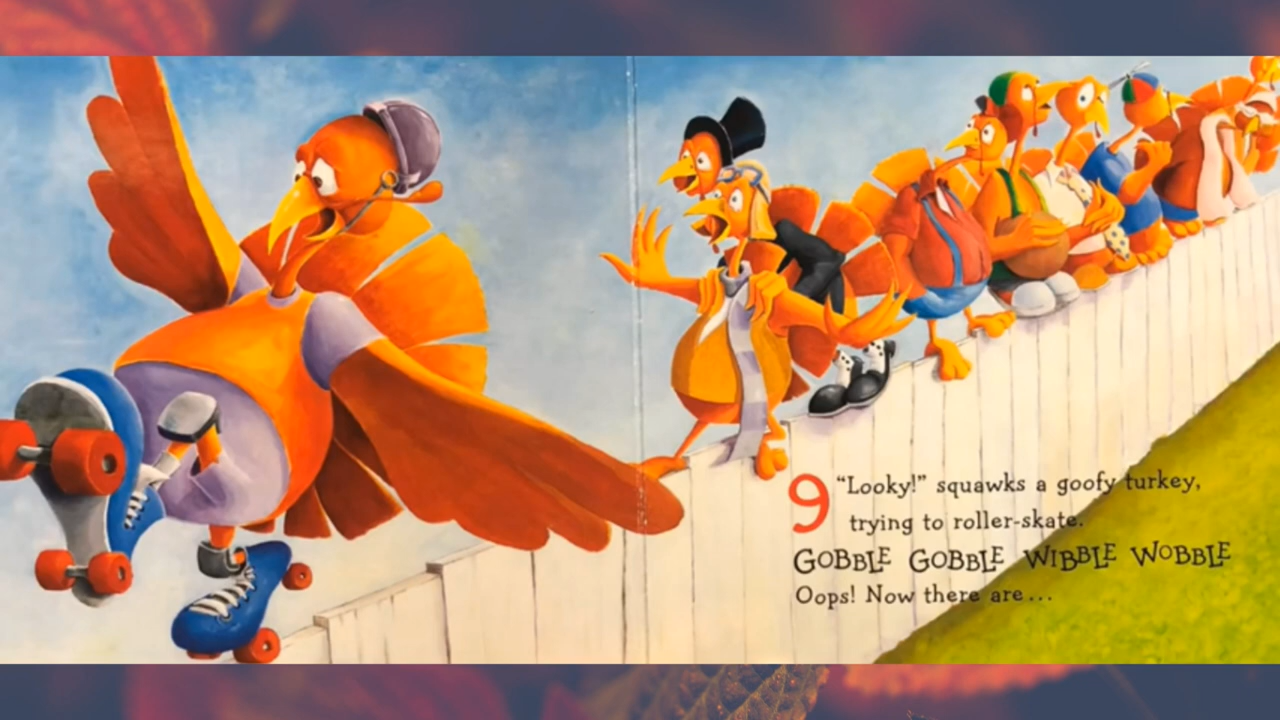 9 “Looky!” squawks a goofy turkey,
trying to roller-skate.
GOBBLE GOBBLE WIBBLE WOBBLE
Oops! Now there are...